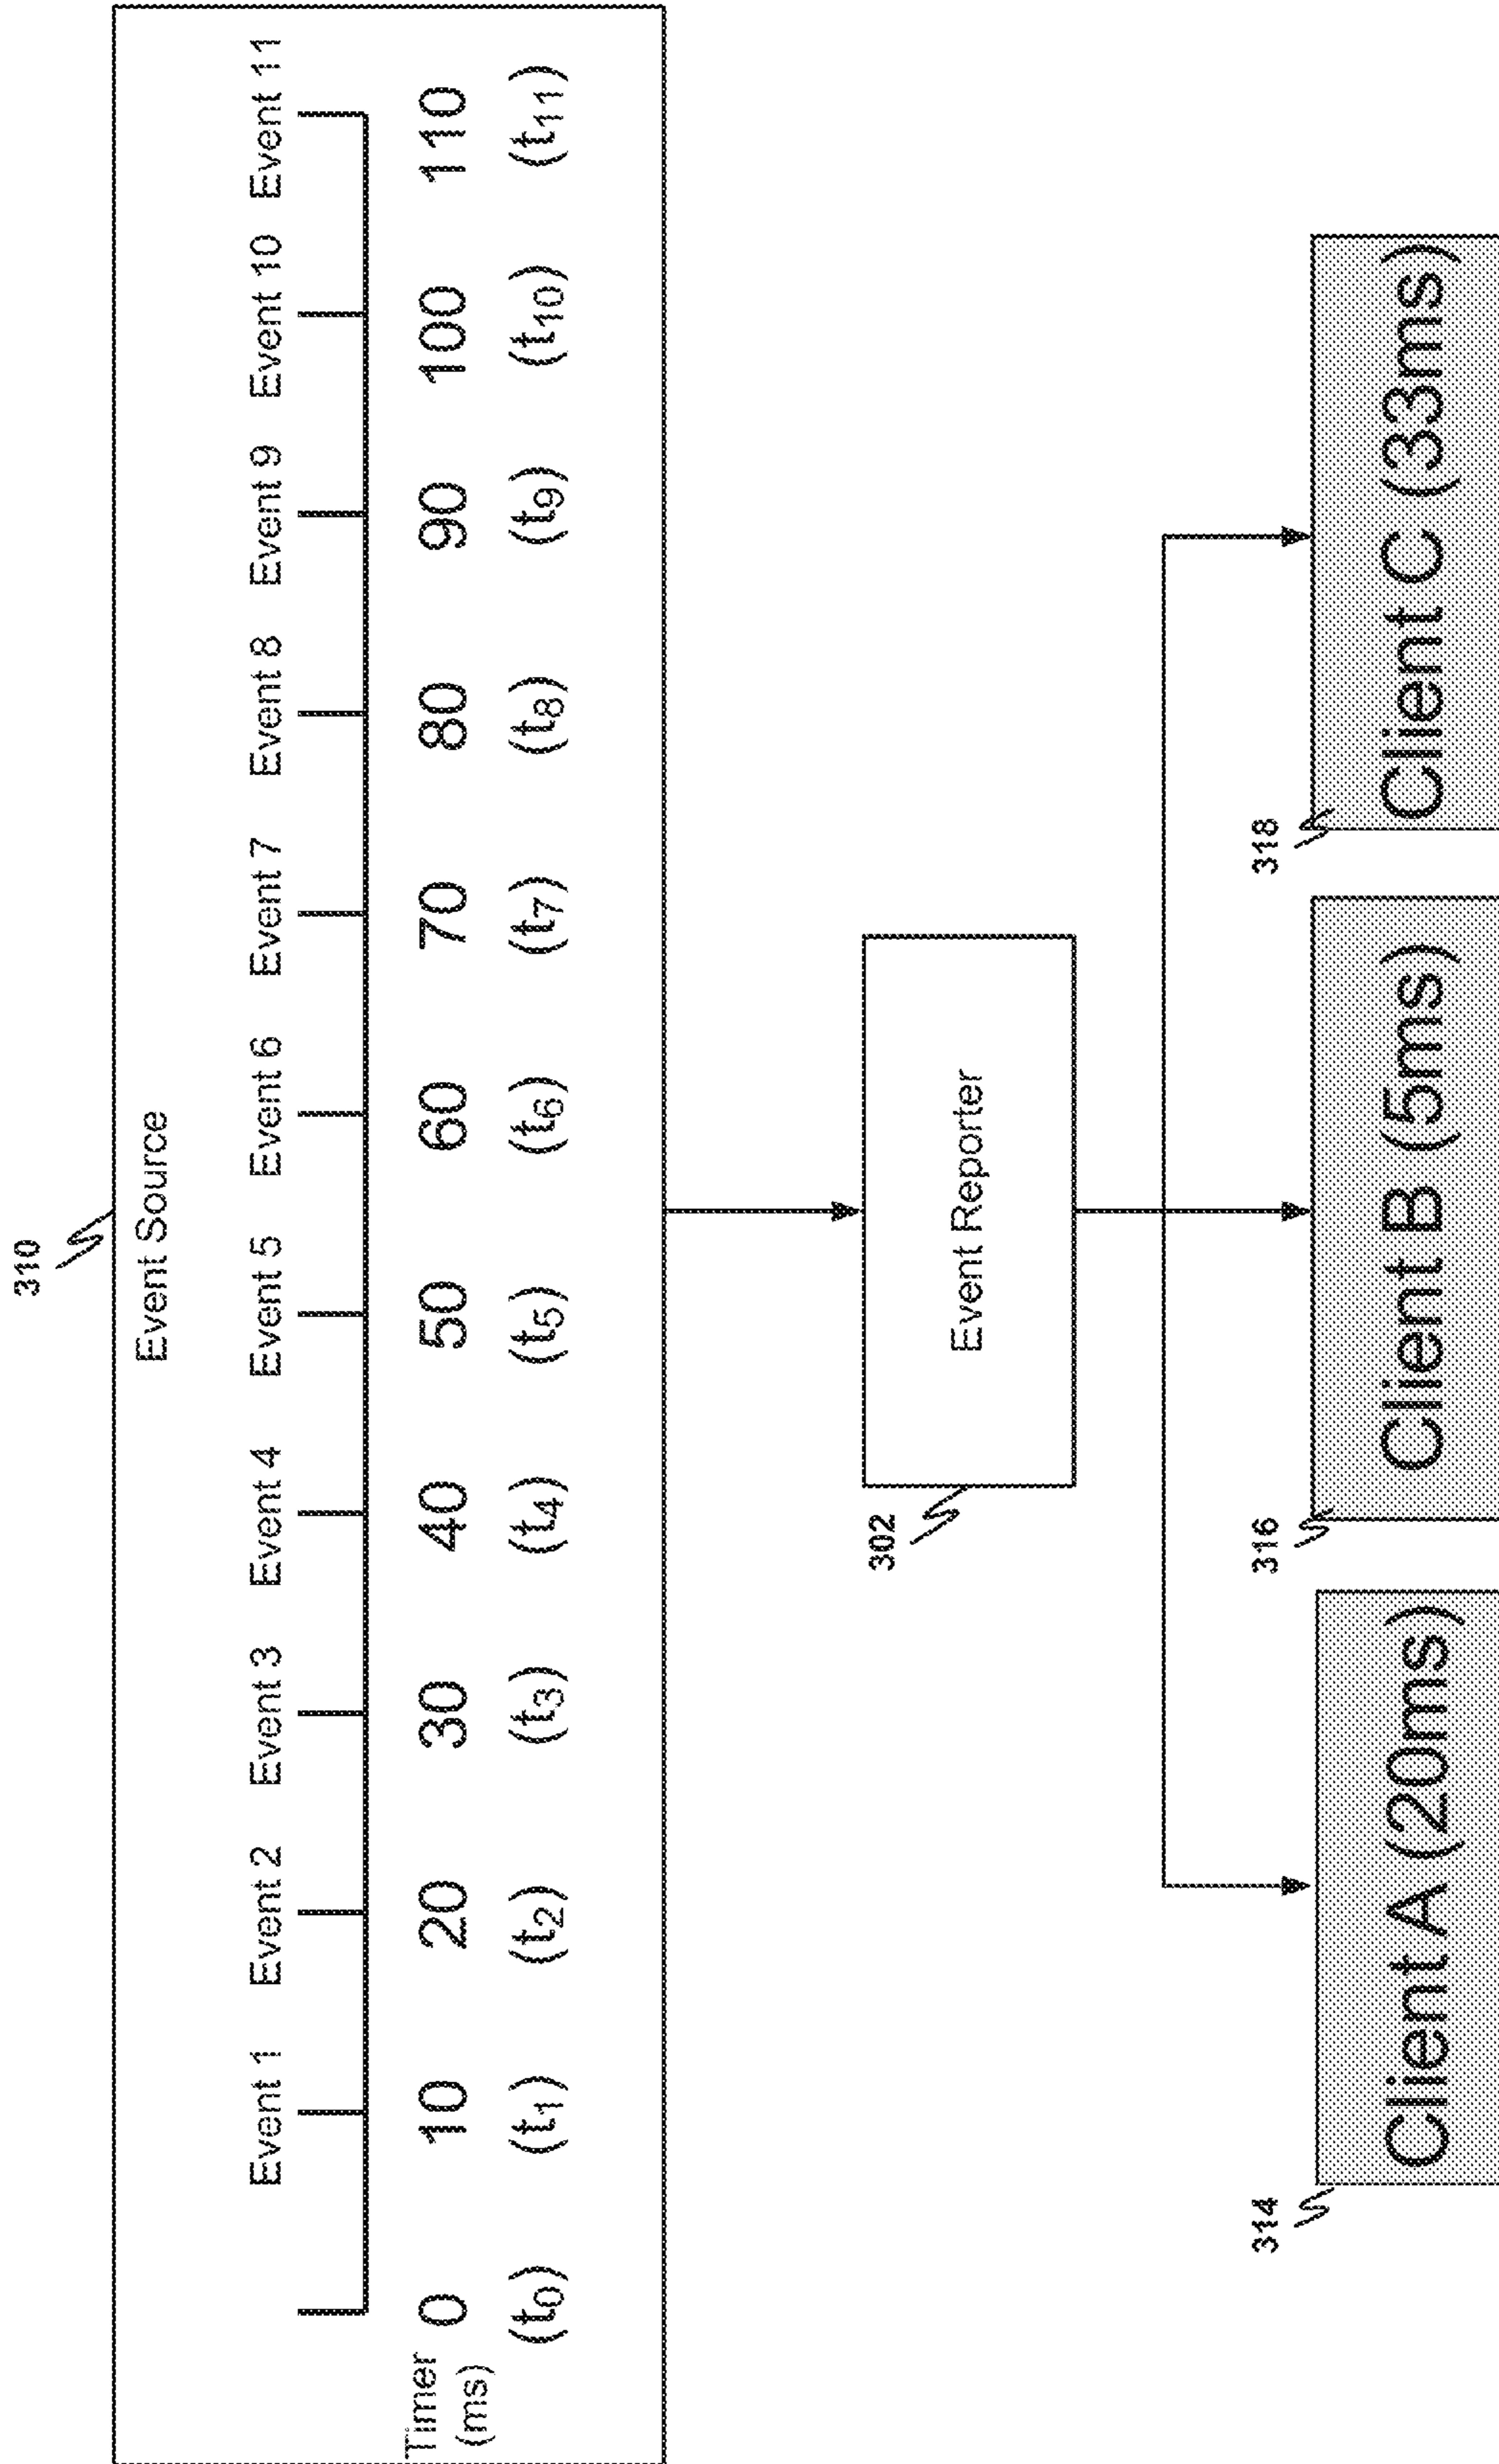 310
Event Source
Event 1 Event 2 Event 3 Event 4 Event 5 Event 6 Event 7 Event 8 Event 9 Event 10 Event 11
Timer (ms)
0 10 20 30 40 50 60 70 80 90 100 110
(t0) (t1) (t2) (t3) (t4) (t5) (t6) (t7) (t8) (t9) (t10) (t11)
302
Event Reporter
314
316
318
Client A (20ms)
Client B (5ms)
Client C (33ms)